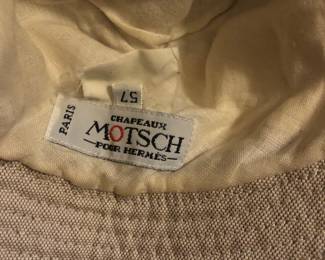 57
CHAPEAUX
MOTSCH
POUR HERMÈS
PARIS